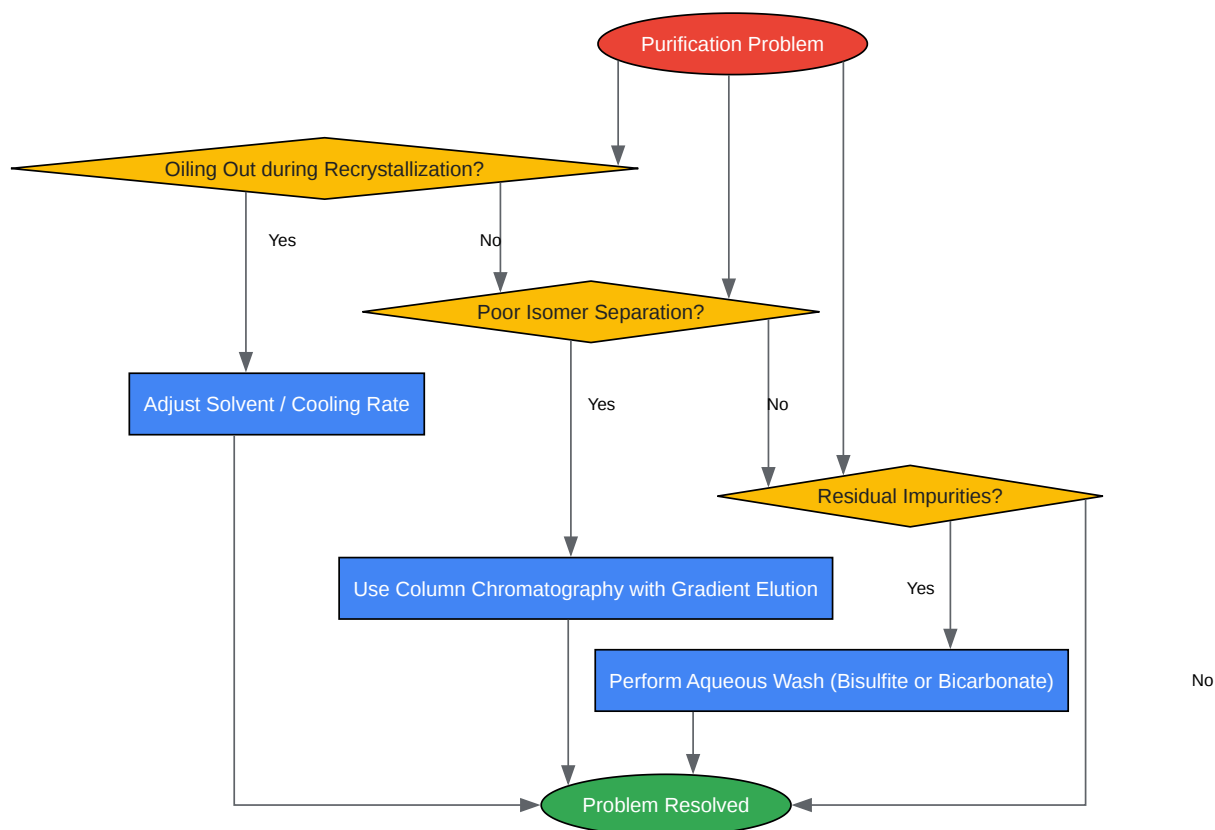 Purification Problem
Oiling Out during Recrystallization?
Yes
No
Poor Isomer Separation?
Adjust Solvent / Cooling Rate
Yes
No
Residual Impurities?
Use Column Chromatography with Gradient Elution
Yes
Perform Aqueous Wash (Bisulfite or Bicarbonate)
No
Problem Resolved